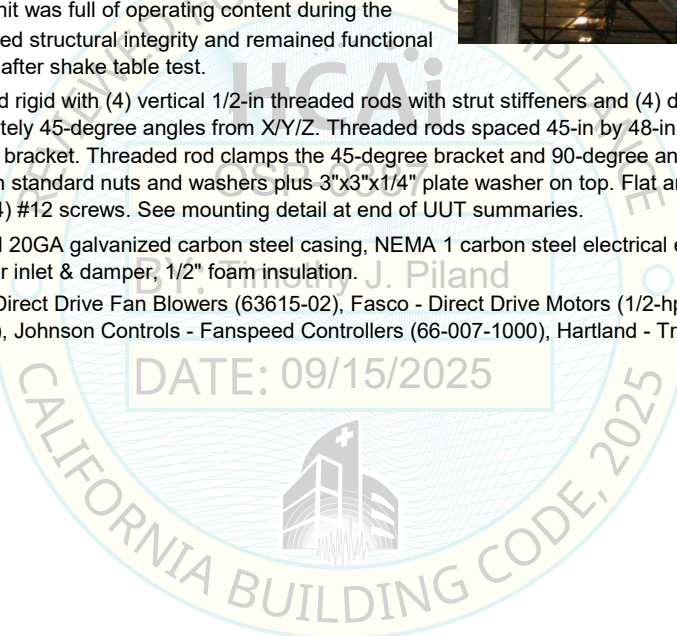 nit was full of operating content during the
ed structural integrity and remained functional
after shake table test.
d rigid with (4) vertical 1/2-in threaded rods with strut stiffeners and (4) d
tely 45-degree angles from X/Y/Z. Threaded rods spaced 45-in by 48-in
bracket. Threaded rod clamps the 45-degree bracket and 90-degree an
n standard nuts and washers plus 3"x3"x1/4" plate washer on top. Flat a
4) #12 screws. See mounting detail at end of UUT summaries.
20GA galvanized carbon steel casing, NEMA 1 carbon steel electrical e
r inlet & damper, 1/2" foam insulation.
Direct Drive Fan Blowers (63615-02), Fasco - Direct Drive Motors (1/2-hp
), Johnson Controls - Fanspeed Controllers (66-007-1000), Hartland - Tr
HCAi
BY: Timothy J. Piland
DATE: 09/15/2025
CALIFORNIA BUILDING CODE, 2025